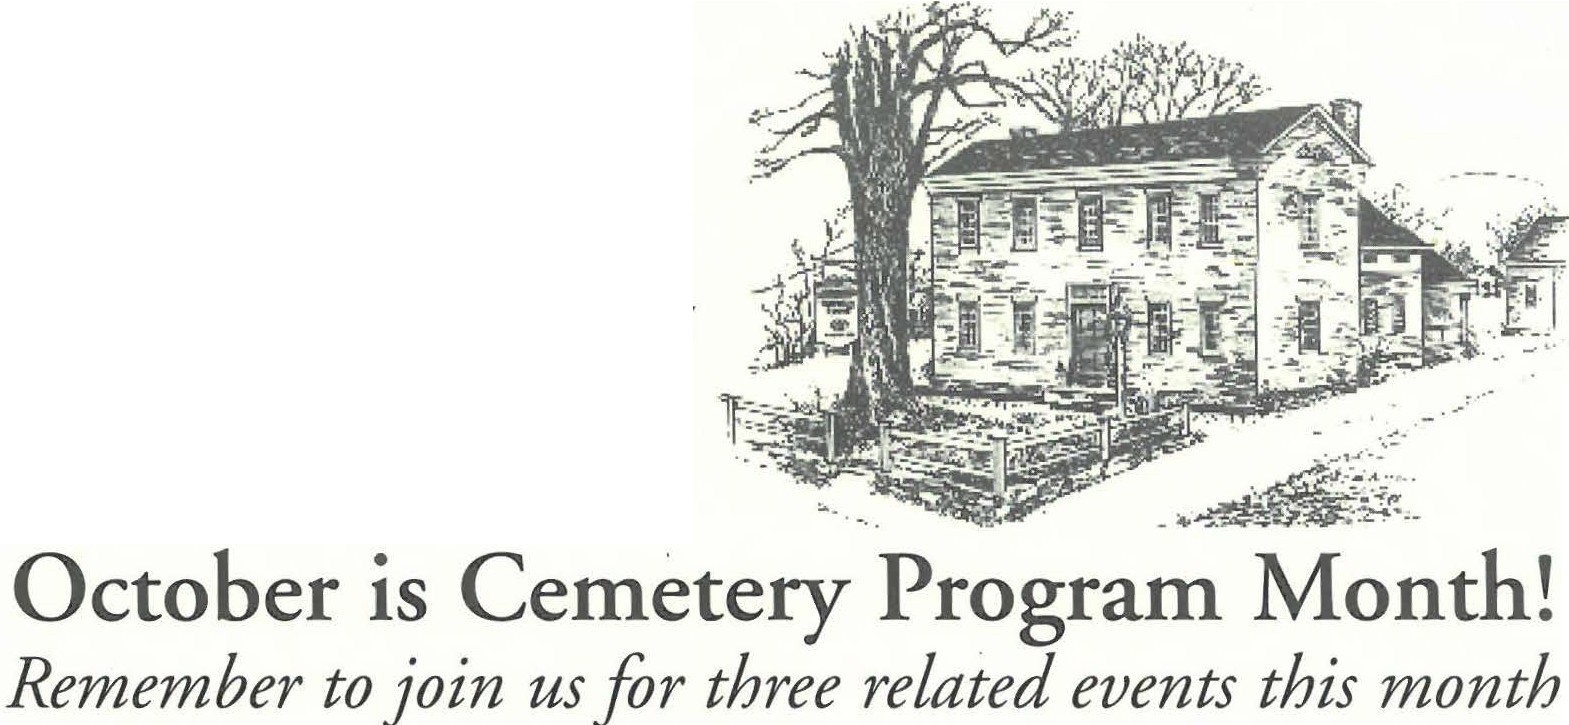 October is Cemetery Program Month!
Remember to join us for three related events this month